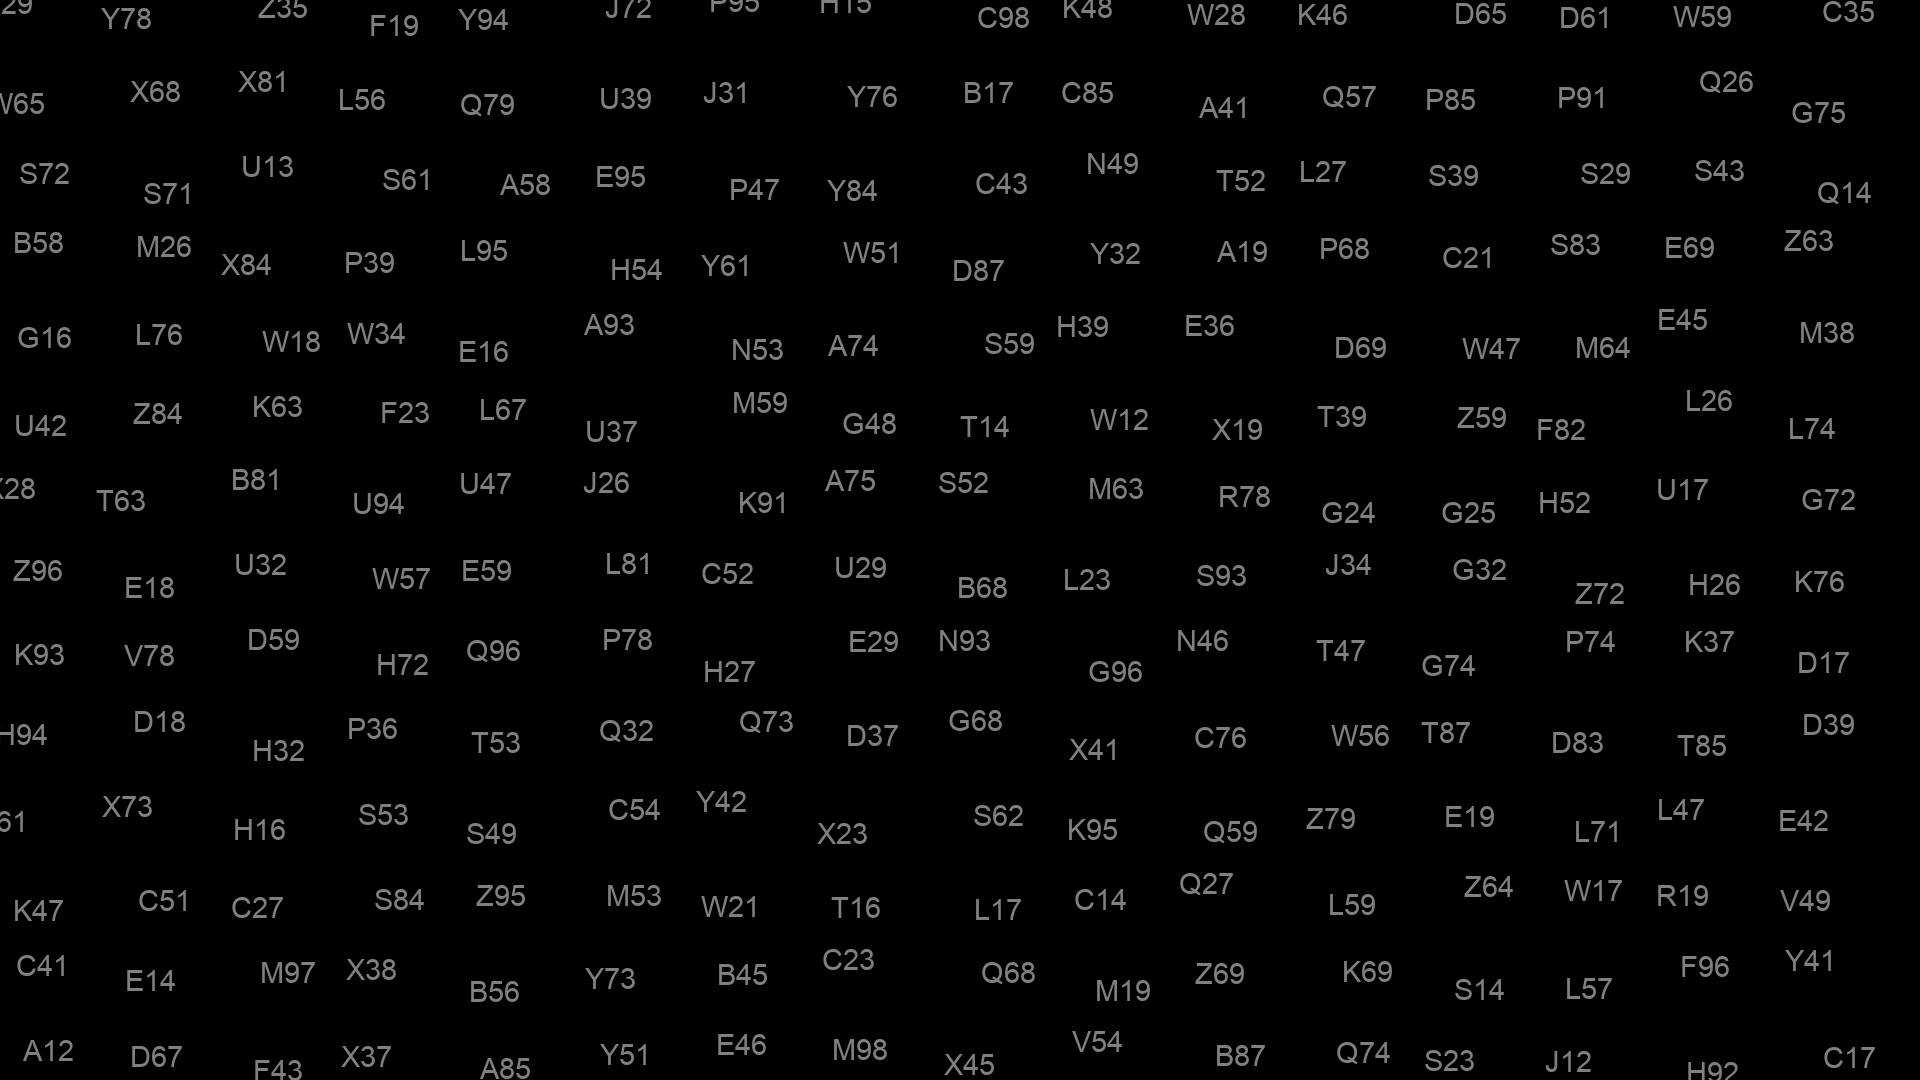 29 Y78 Z35 F19 Y94 J72 P95 H15 C98 K48 W28 K46 D65 D61 W59 C35
W65 X68 X81 L56 Q79 U39 J31 Y76 B17 C85 A41 Q57 P85 P91 Q26 G75
S72 S71 U13 S61 A58 E95 P47 Y84 C43 N49 T52 L27 S39 S29 S43 Q14
B58 M26 X84 P39 L95 H54 Y61 W51 D87 Y32 A19 P68 C21 S83 E69 Z63
G16 L76 W18 W34 E16 A93 N53 A74 S59 H39 E36 D69 W47 M64 E45 M38
U42 Z84 K63 F23 L67 U37 M59 G48 T14 W12 X19 T39 Z59 F82 L26 L74
28 T63 B81 U94 U47 J26 K91 A75 S52 M63 R78 G24 G25 H52 U17 G72
Z96 E18 U32 W57 E59 L81 C52 U29 B68 L23 S93 J34 G32 Z72 H26 K76
K93 V78 D59 H72 Q96 P78 H27 E29 N93 G96 N46 T47 G74 P74 K37 D17
H94 D18 H32 P36 T53 Q32 Q73 D37 G68 X41 C76 W56 T87 D83 T85 D39
61 X73 H16 S53 S49 C54 Y42 X23 S62 K95 Q59 Z79 E19 L71 L47 E42
K47 C51 C27 S84 Z95 M53 W21 T16 L17 C14 Q27 L59 Z64 W17 R19 V49
C41 E14 M97 X38 B56 Y73 B45 C23 Q68 M19 Z69 K69 S14 L57 F96 Y41
A12 D67 F43 X37 A85 Y51 E46 M98 X45 V54 B87 Q74 S23 J12 H92 C17